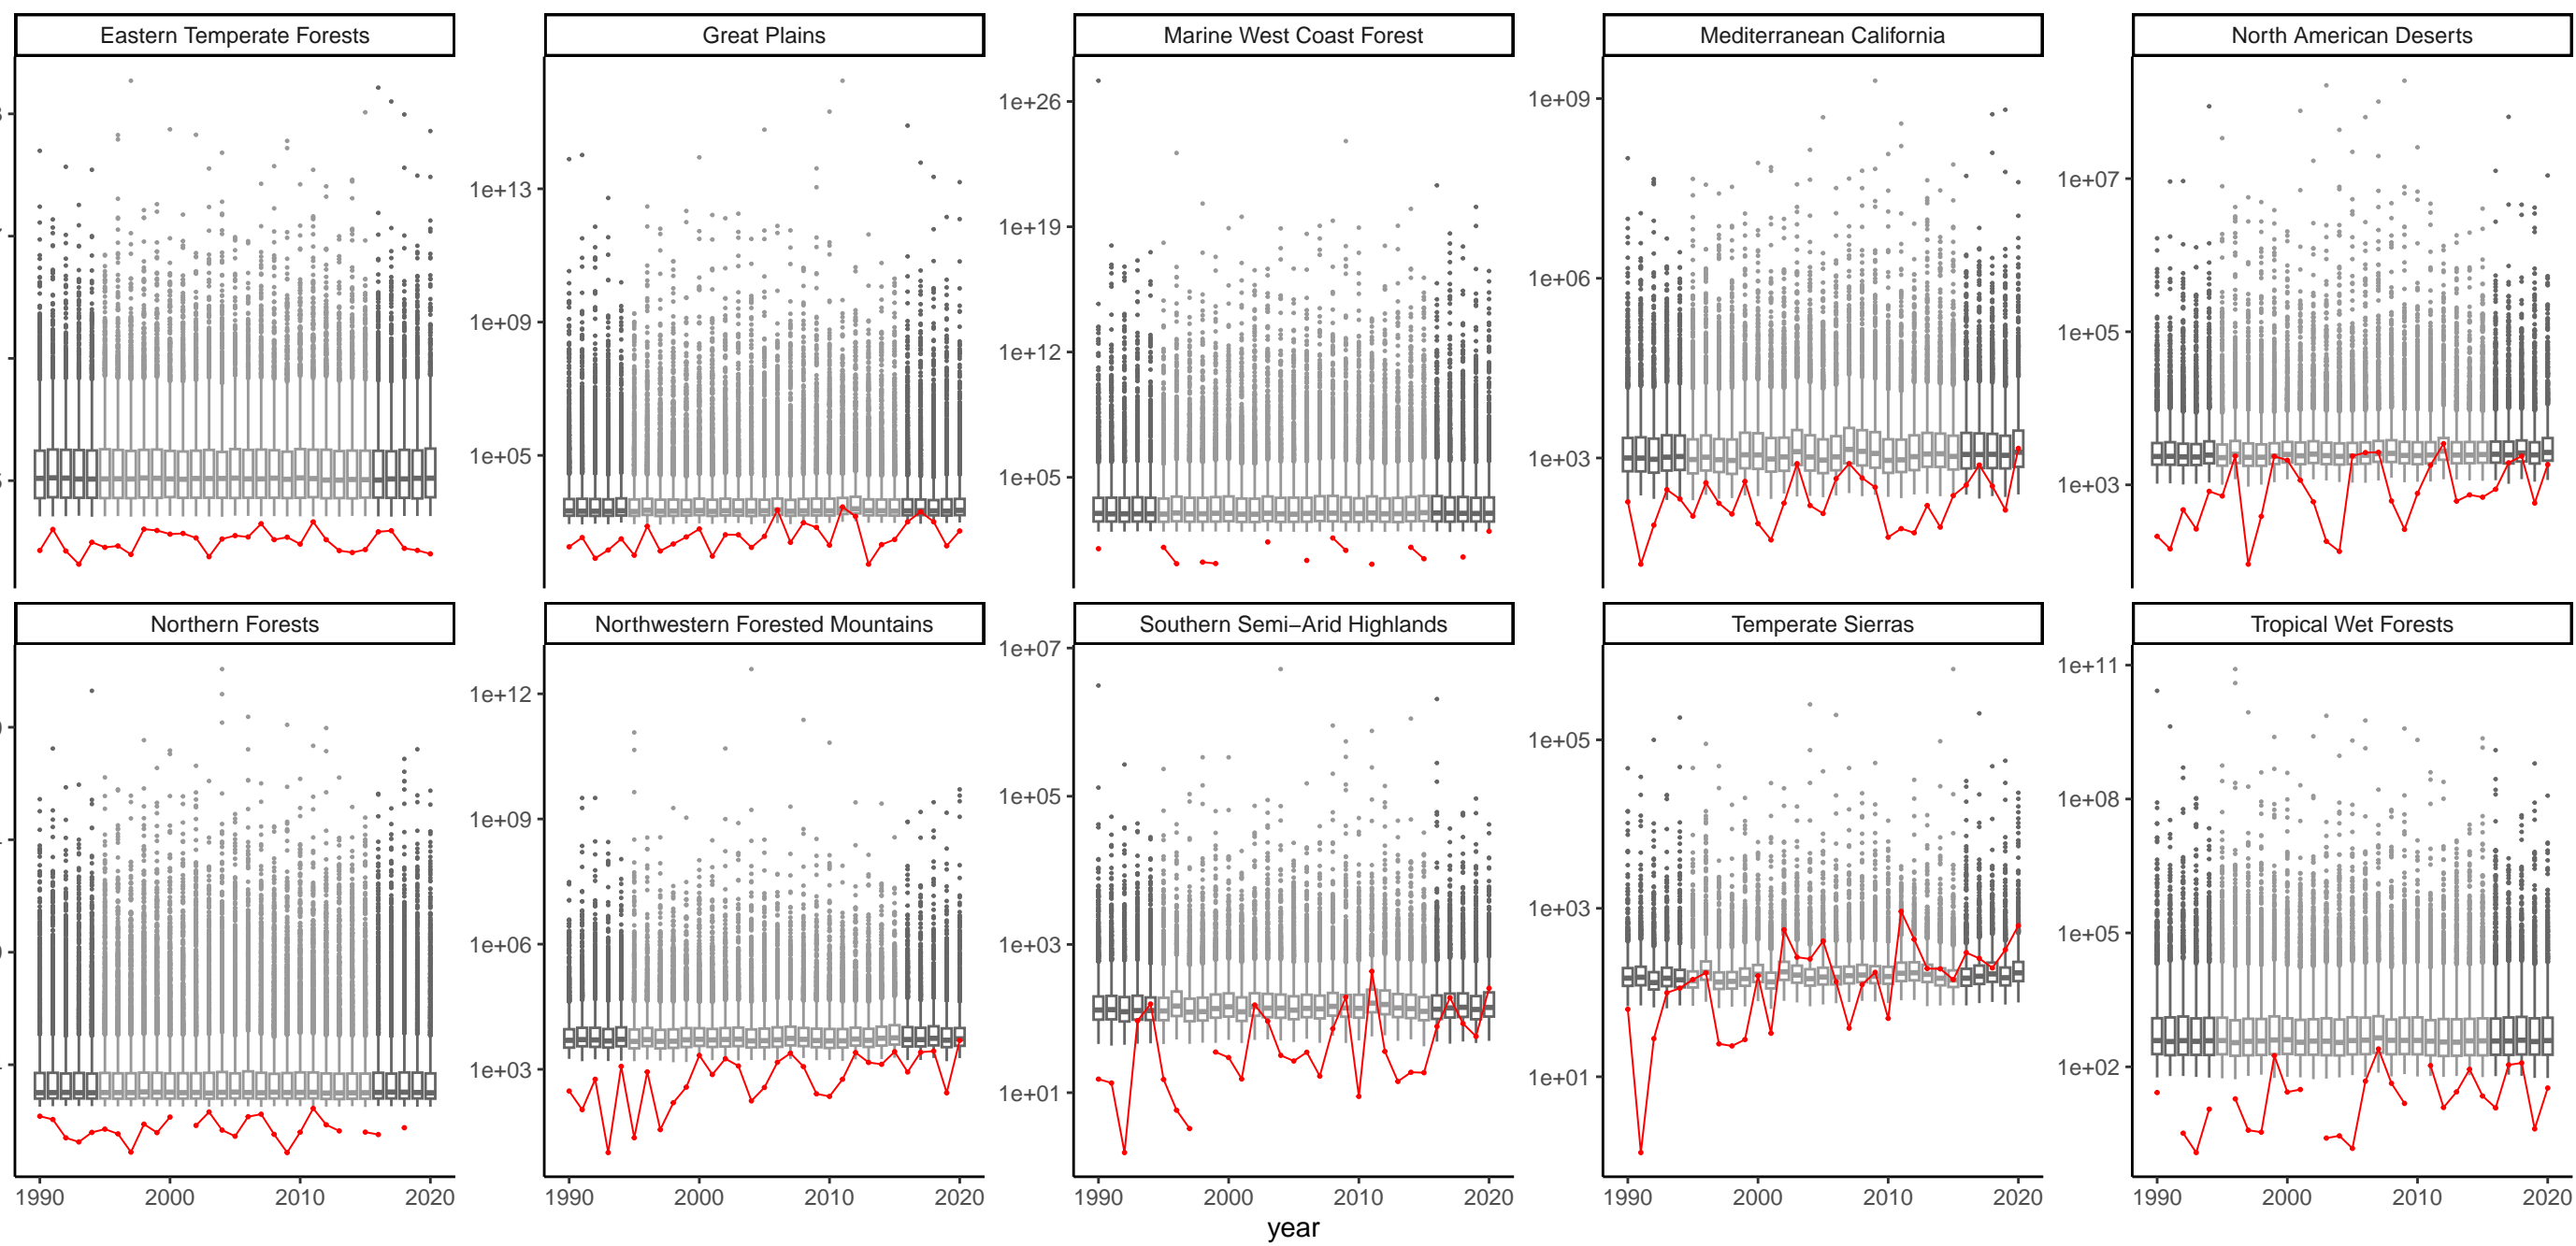 Eastern Temperate Forests
Great Plains
Marine West Coast Forest
Mediterranean California
North American Deserts
1e+13
1e+09
1e+05
1e+26
1e+19
1e+12
1e+05
1e+09
1e+06
1e+03
1e+07
1e+05
1e+03
Northern Forests
Northwestern Forested Mountains
Southern Semi−Arid Highlands
Temperate Sierras
Tropical Wet Forests
1e+12
1e+09
1e+06
1e+03
1e+07
1e+05
1e+03
1e+01
1e+05
1e+03
1e+01
1e+11
1e+08
1e+05
1e+02
1990 2000 2010 2020
1990 2000 2010 2020
1990 2000 2010 2020
1990 2000 2010 2020
1990 2000 2010 2020
year